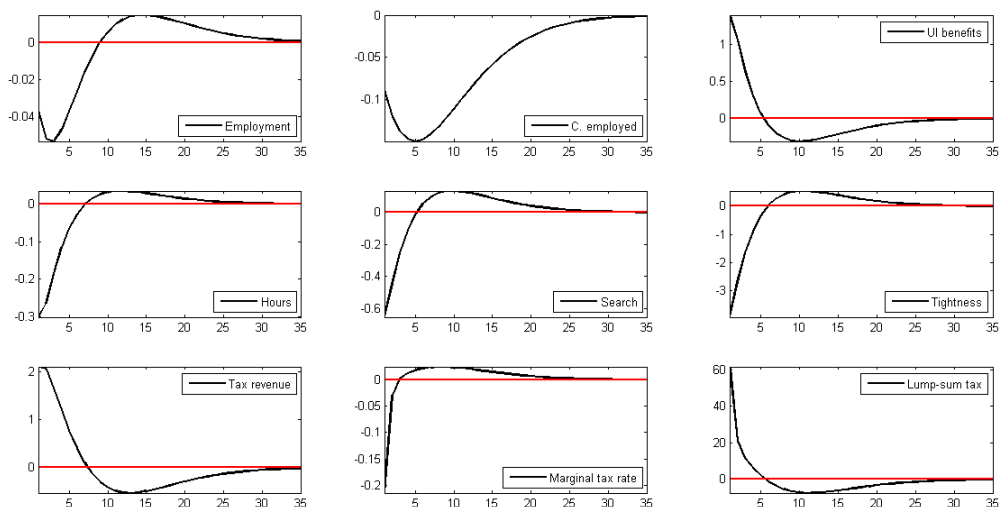 0
-0.02
-0.04
5 10 15 20 25 30 35
Employment
0
-0.05
-0.1
5 10 15 20 25 30 35
C. employed
1
0.5
0
5 10 15 20 25 30 35
UI benefits
0
-0.1
-0.2
-0.3
5 10 15 20 25 30 35
Hours
0
-0.2
-0.4
-0.6
5 10 15 20 25 30 35
Search
0
-1
-2
-3
5 10 15 20 25 30 35
Tightness
2
1
0
5 10 15 20 25 30 35
Tax revenue
0
-0.05
-0.1
-0.15
-0.2
5 10 15 20 25 30 35
Marginal tax rate
60
40
20
0
5 10 15 20 25 30 35
Lump-sum tax